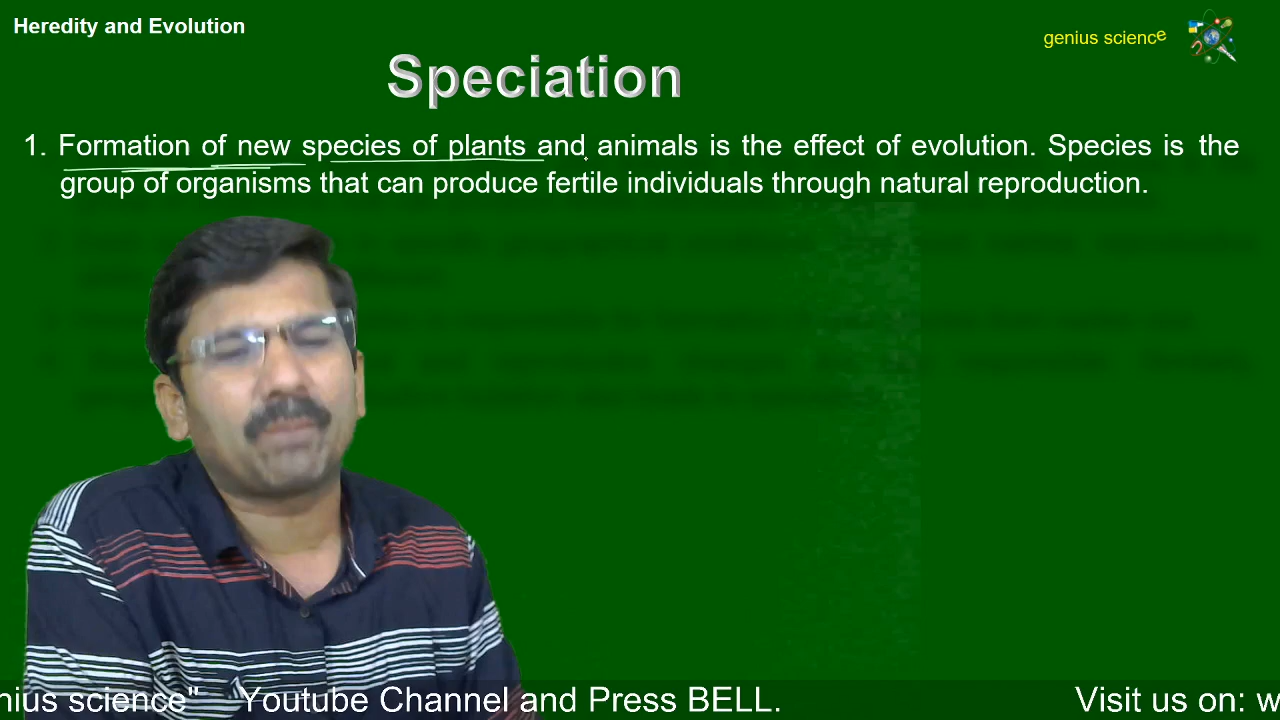 Heredity and Evolution
genius science
Speciation
1. Formation of new species of plants and animals is the effect of evolution. Species is the
group of organisms that can produce fertile individuals through natural reproduction.
nius science" Youtube Channel and Press BELL. Visit us on: w